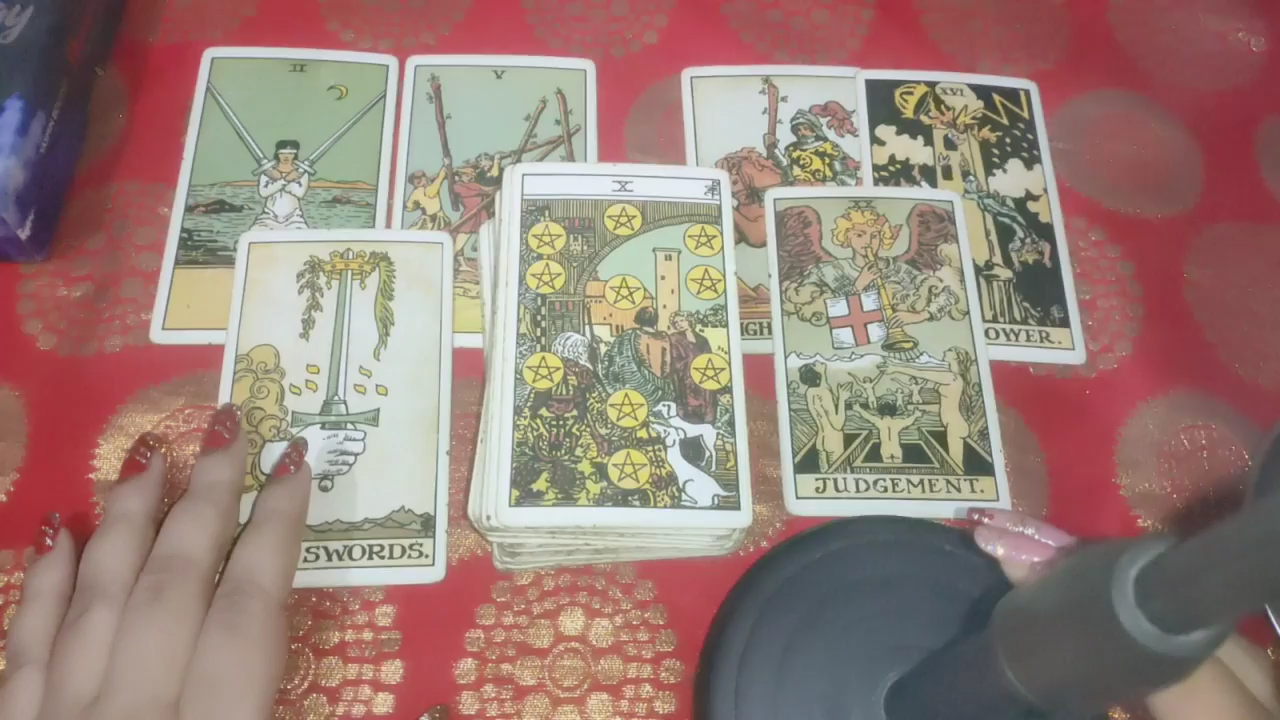 II
V
XVI
X
IGH
OWER.
JUDGEMENT.
SWORDS.